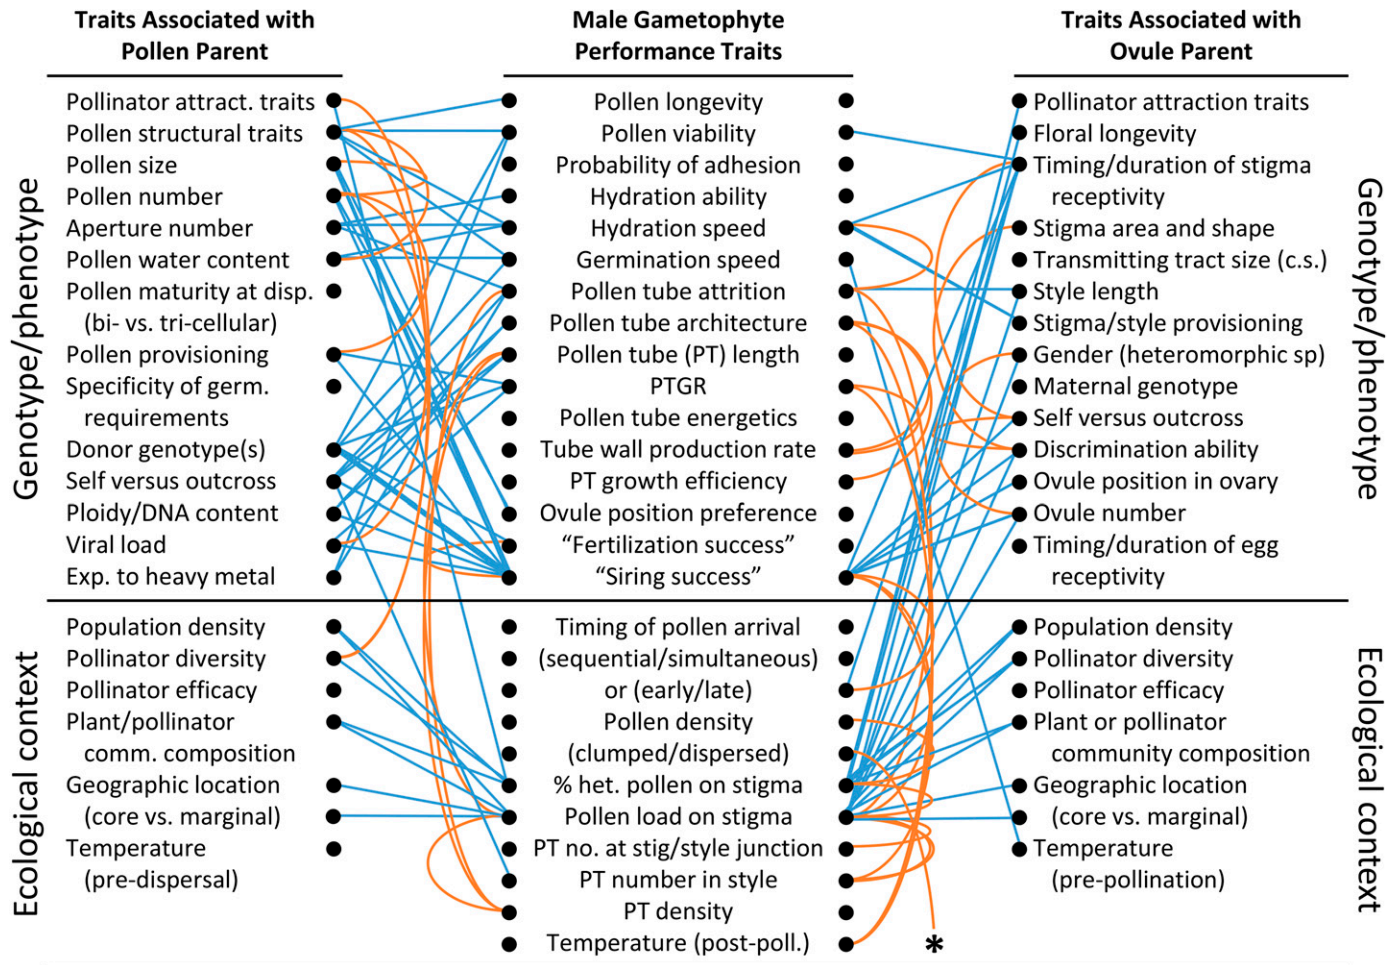 Traits Associated with
Pollen Parent
Male Gametophyte
Performance Traits
Traits Associated with
Ovule Parent
Genotype/phenotype
Pollinator attract. traits
Pollen structural traits
Pollen size
Pollen number
Aperture number
Pollen water content
Pollen maturity at disp.
(bi- vs. tri-cellular)
Pollen provisioning
Specificity of germ.
requirements
Donor genotype(s)
Self versus outcross
Ploidy/DNA content
Viral load
Exp. to heavy metal
Ecological context
Population density
Pollinator diversity
Pollinator efficacy
Plant/pollinator
comm. composition
Geographic location
(core vs. marginal)
Temperature
(pre-dispersal)
Pollen longevity
Pollen viability
Probability of adhesion
Hydration ability
Hydration speed
Germination speed
Pollen tube attrition
Pollen tube architecture
Pollen tube (PT) length
PTGR
Pollen tube energetics
Tube wall production rate
PT growth efficiency
Ovule position preference
“Fertilization success”
“Siring success”
Timing of pollen arrival
(sequential/simultaneous)
or (early/late)
Pollen density
(clumped/dispersed)
% het. pollen on stigma
Pollen load on stigma
PT no. at stig/style junction
PT number in style
PT density
Temperature (post-poll.)
*
Pollinator attraction traits
Floral longevity
Timing/duration of stigma
receptivity
Stigma area and shape
Transmitting tract size (c.s.)
Style length
Stigma/style provisioning
Gender (heteromorphic sp)
Maternal genotype
Self versus outcross
Discrimination ability
Ovule position in ovary
Ovule number
Timing/duration of egg
receptivity
Genotype/phenotype
Population density
Pollinator diversity
Pollinator efficacy
Plant or pollinator
community composition
Geographic location
(core vs. marginal)
Temperature
(pre-pollination)
Ecological context